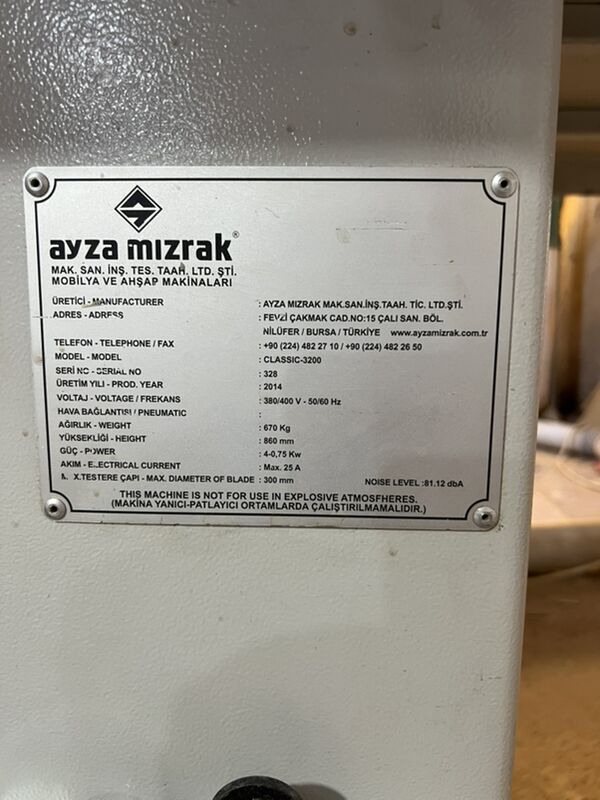 ayza mızrak®
MAK. SAN. İNŞ. TES. TAAH. LTD. ŞTİ.
MOBİLYA VE AHŞAP MAKİNALARI
ÜRETİCİ - MANUFACTURER : AYZA MIZRAK MAK.SAN.İNŞ.TAAH. TİC. LTD.ŞTİ.
ADRES - ADRESS : FEVZİ ÇAKMAK CAD.NO:15 ÇALI SAN. BÖL.
NİLÜFER / BURSA / TÜRKİYE www.ayzamizrak.com.tr
TELEFON - TELEPHONE / FAX : +90 (224) 482 27 10 / +90 (224) 482 26 50
MODEL - MODEL : CLASSIC-3200
SERİ NO - SERIAL NO : 328
ÜRETİM YILI - PROD. YEAR : 2014
VOLTAJ - VOLTAGE / FREKANS : 380/400 V - 50/60 Hz
HAVA BAĞLANTISI / PNEUMATIC :
AĞIRLIK - WEIGHT : 670 Kg
YÜKSEKLİĞİ - HEIGHT : 860 mm
GÜÇ - POWER : 4-0,75 Kw
AKIM - ELECTRICAL CURRENT : Max. 25 A
MAX.TESTERE ÇAPI - MAX. DIAMETER OF BLADE : 300 mm NOISE LEVEL :81.12 dbA
THIS MACHINE IS NOT FOR USE IN EXPLOSIVE ATMOSFHERES.
(MAKİNA YANICI-PATLAYICI ORTAMLARDA ÇALIŞTIRILMAMALIDIR.)